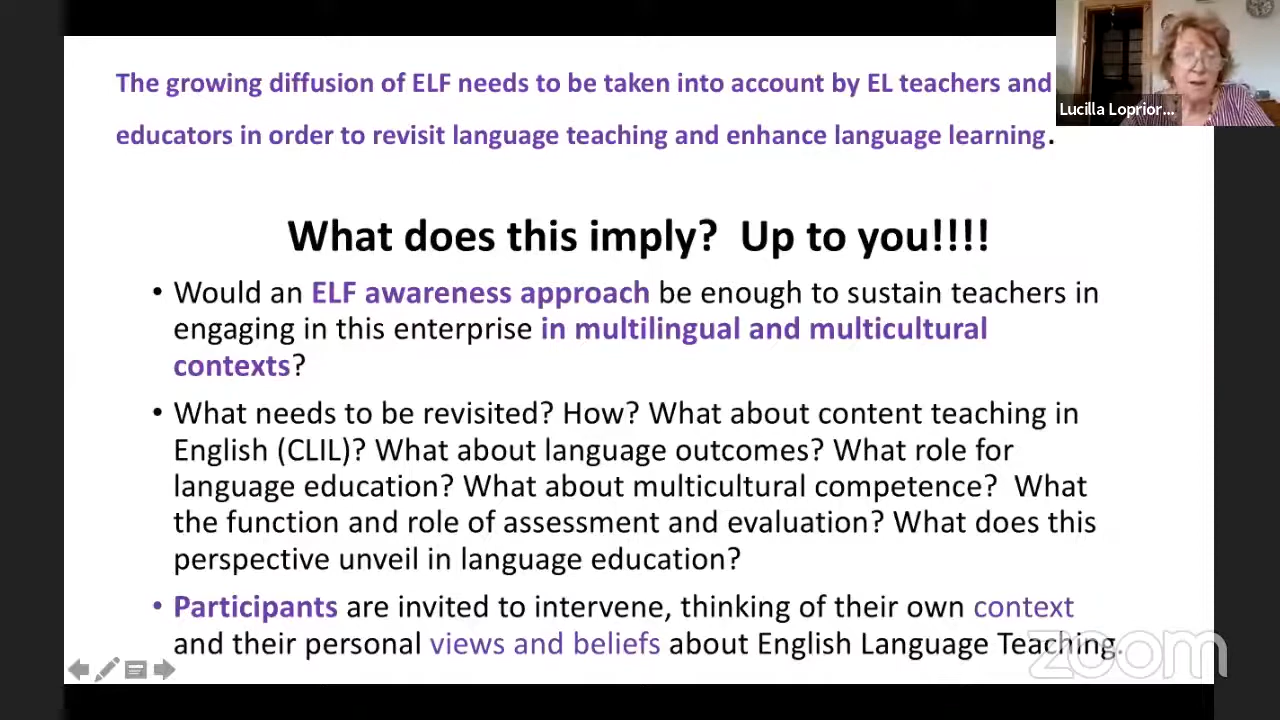 The growing diffusion of ELF needs to be taken into account by EL teachers and
educators in order to revisit language teaching and enhance language learning.
Lucilla Loprior...
What does this imply?  Up to you!!!!
• Would an ELF awareness approach be enough to sustain teachers in
engaging in this enterprise in multilingual and multicultural
contexts?
• What needs to be revisited? How? What about content teaching in
English (CLIL)? What about language outcomes? What role for
language education? What about multicultural competence?  What
the function and role of assessment and evaluation? What does this
perspective unveil in language education?
• Participants are invited to intervene, thinking of their own context
and their personal views and beliefs about English Language Teaching.
zoom